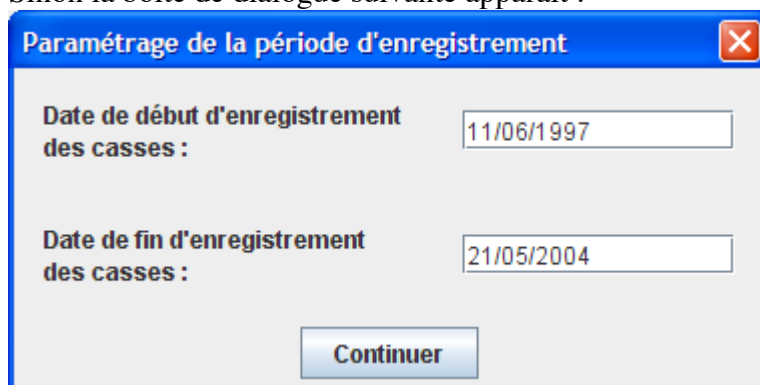 Sinon la boîte de dialogue suivante apparaît :
Paramétrage de la période d'enregistrement
Date de début d'enregistrement
des casses :
11/06/1997
Date de fin d'enregistrement
des casses :
21/05/2004
Continuer